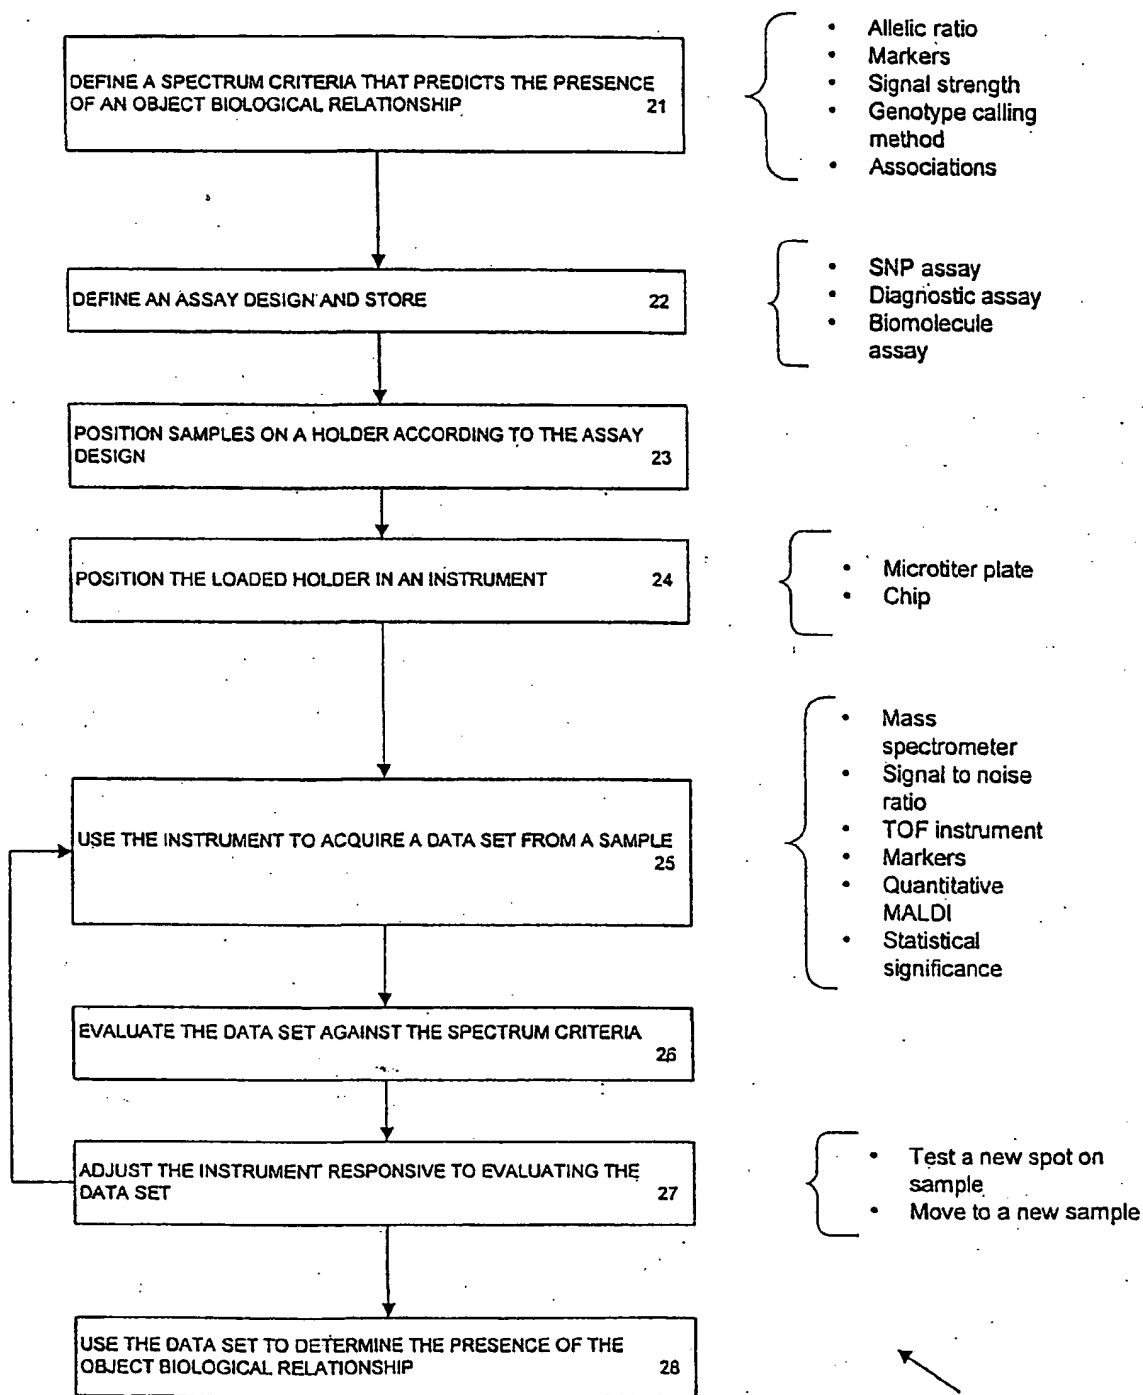 DEFINE A SPECTRUM CRITERIA THAT PREDICTS THE PRESENCE
OF AN OBJECT BIOLOGICAL RELATIONSHIP 21
• Allelic ratio
• Markers
• Signal strength
• Genotype calling
method
• Associations
DEFINE AN ASSAY DESIGN AND STORE 22
• SNP assay
• Diagnostic assay
• Biomolecule
assay
POSITION SAMPLES ON A HOLDER ACCORDING TO THE ASSAY
DESIGN 23
POSITION THE LOADED HOLDER IN AN INSTRUMENT 24
• Microtiter plate
• Chip
USE THE INSTRUMENT TO ACQUIRE A DATA SET FROM A SAMPLE
25
• Mass
spectrometer
• Signal to noise
ratio
• TOF instrument
• Markers
• Quantitative
MALDI
• Statistical
significance
EVALUATE THE DATA SET AGAINST THE SPECTRUM CRITERIA
26
ADJUST THE INSTRUMENT RESPONSIVE TO EVALUATING THE
DATA SET 27
• Test a new spot on
sample
• Move to a new sample
USE THE DATA SET TO DETERMINE THE PRESENCE OF THE
OBJECT BIOLOGICAL RELATIONSHIP 28